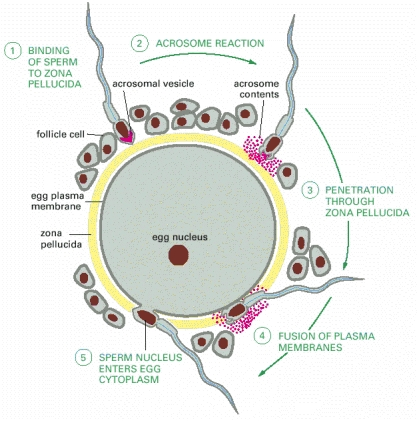 1 BINDING
OF SPERM
TO ZONA
PELLUCIDA
2 ACROSOME REACTION
acrosomal vesicle
acrosome
contents
follicle cell
3 PENETRATION
THROUGH
ZONA PELLUCIDA
egg plasma
membrane
zona
pellucida
egg nucleus
4 FUSION OF PLASMA
MEMBRANES
5 SPERM NUCLEUS
ENTERS EGG
CYTOPLASM